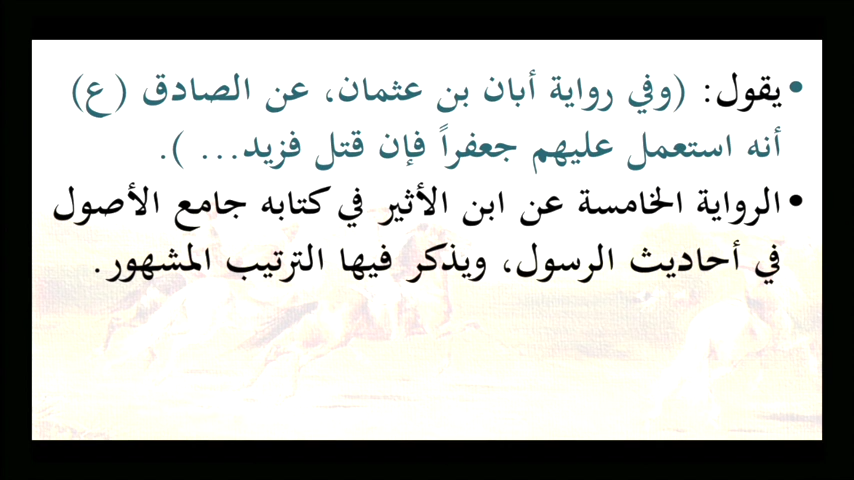 • يقول: (وفي رواية أبان بن عثمان، عن الصادق (ع)
أنه استعمل عليهم جعفراً فإن قتل فزيد... ).
• الرواية الخامسة عن ابن الأثير في كتابه جامع الأصول
في أحاديث الرسول، ويذكر فيها الترتيب المشهور.